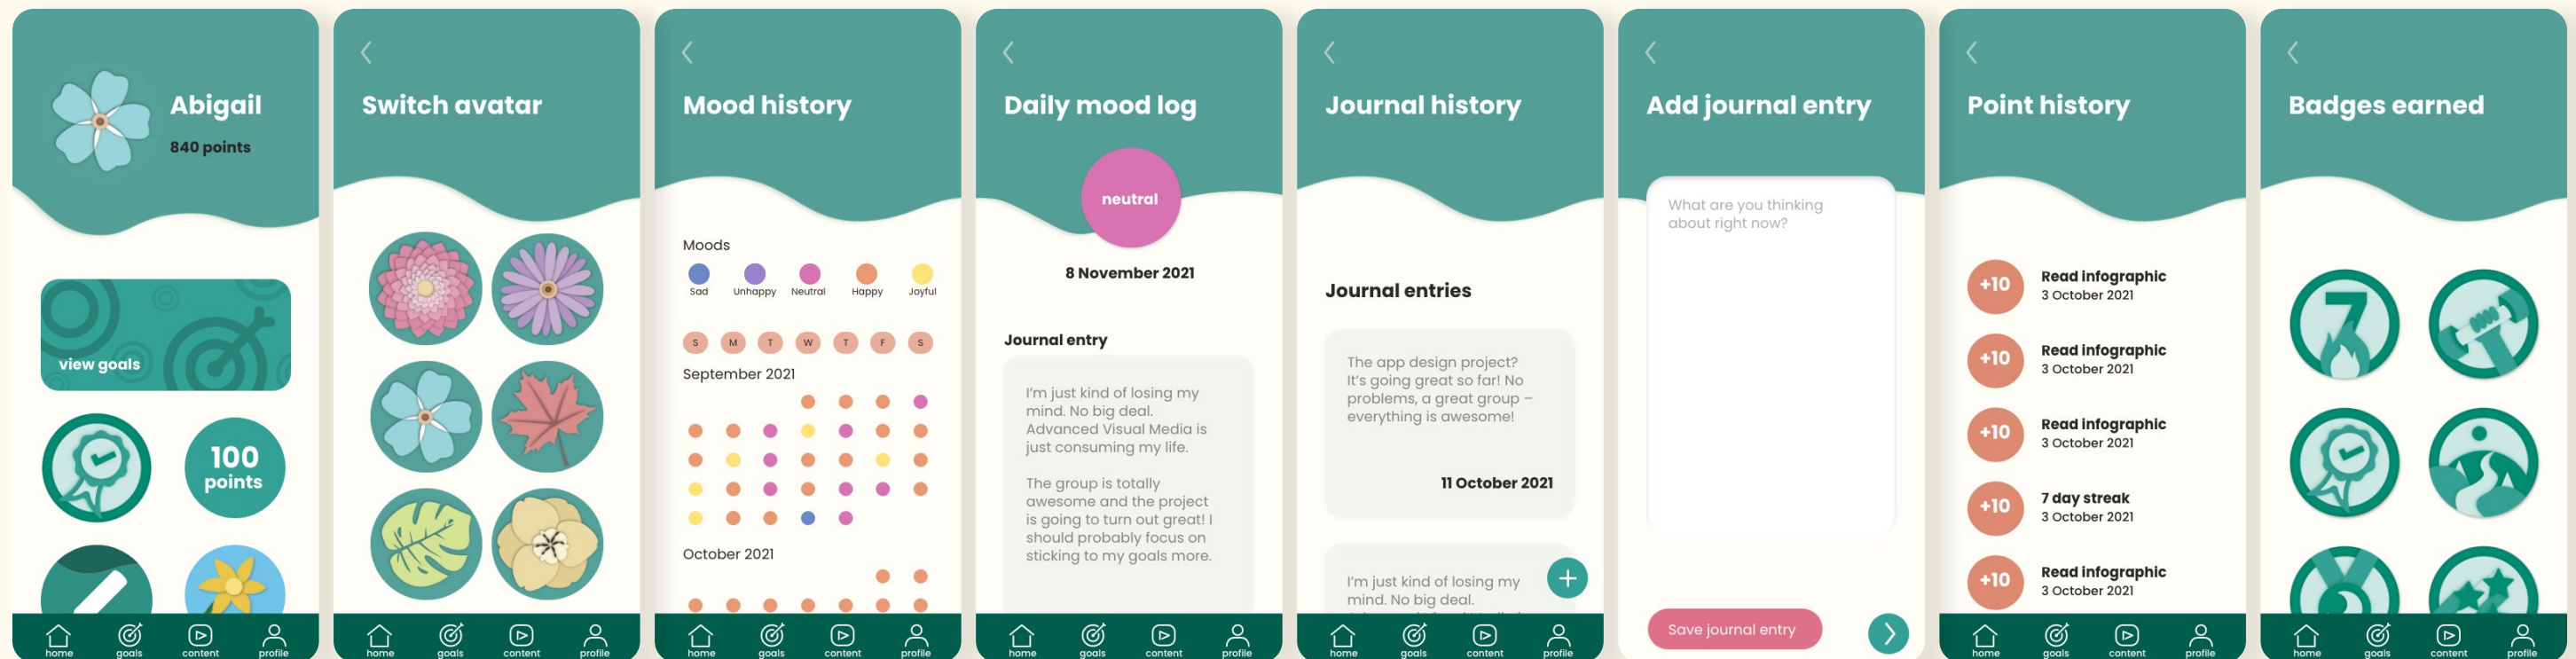 Abigail
840 points
view goals
100
points
home goals content profile
Switch avatar
home goals content profile
Mood history
Moods
Sad Unhappy Neutral Happy Joyful
S M T W T F S
September 2021
October 2021
home goals content profile
Daily mood log
neutral
8 November 2021
Journal entry
I'm just kind of losing my
mind. No big deal.
Advanced Visual Media is
just consuming my life.
The group is totally
awesome and the project
is going to turn out great! I
should probably focus on
sticking to my goals more.
home goals content profile
Journal history
Journal entries
The app design project?
It's going great so far! No
problems, a great group –
everything is awesome!
11 October 2021
I'm just kind of losing my
mind. No big deal.
home goals content profile
Add journal entry
What are you thinking
about right now?
Save journal entry
Point history
+10 Read infographic
3 October 2021
+10 Read infographic
3 October 2021
+10 Read infographic
3 October 2021
+10 7 day streak
3 October 2021
+10 Read infographic
3 October 2021
home goals content profile
Badges earned
7
home goals content profile